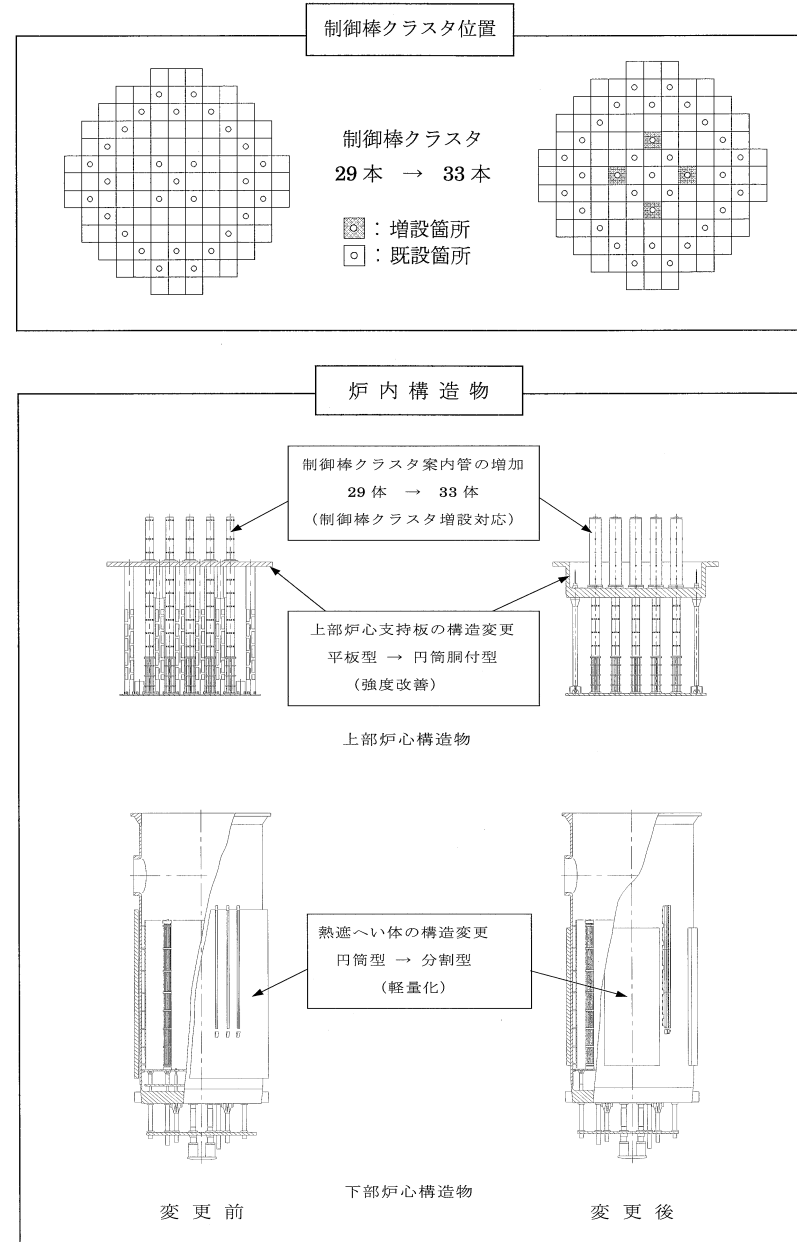 制御棒クラスタ位置
制御棒クラスタ
29本 → 33本
：増設箇所
：既設箇所
炉内構造物
制御棒クラスタ案内管の増加
29体 → 33体
（制御棒クラスタ増設対応）
上部炉心支持板の構造変更
平板型 → 円筒胴付型
（強度改善）
上部炉心構造物
熱遮へい体の構造変更
円筒型 → 分割型
（軽量化）
下部炉心構造物
変更前
変更後